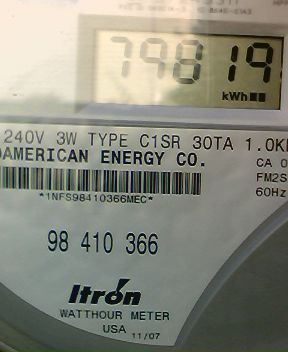 79819
kWh
240V 3W TYPE C1SR 30TA 1.0K
AMERICAN ENERGY CO.
CA 0
FM2S
60Hz
*1NFS98410366MEC*
98 410 366
Itron
WATTHOUR METER
USA 11/07